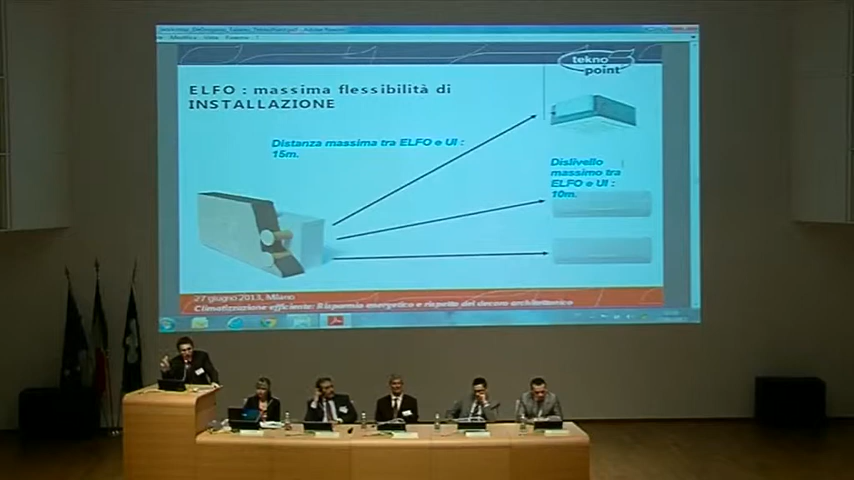 tekno
point
ELFO : massima flessibilità di
INSTALLAZIONE
Distanza massima tra ELFO e UI :
15m.
Dislivello
massimo tra
ELFO e UI :
10m.
27 giugno 2013, Milano
Climatizzazione efficiente: Risparmio energetico e rispetto del decoro architettonico